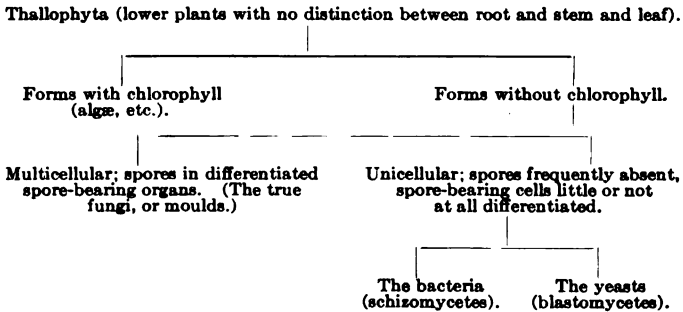 Thallophyta (lower plants with no distinction between root and stem and leaf).
Forms with chlorophyll
(algæ, etc.).
Forms without chlorophyll.
Multicellular; spores in differentiated
spore-bearing organs. (The true
fungi, or moulds.)
Unicellular; spores frequently absent,
spore-bearing cells little or not
at all differentiated.
The bacteria
(schizomycetes).
The yeasts
(blastomycetes).